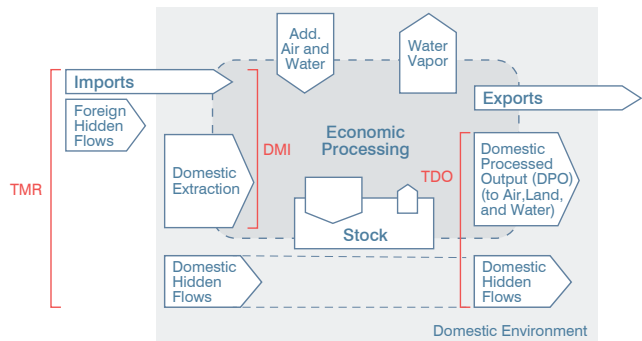 Add.
Air and
Water
Water
Vapor
Imports
Exports
Foreign
Hidden
Flows
Economic
Processing
DMI
TMR
TDO
Domestic
Extraction
Domestic
Processed
Output (DPO)
(to Air,Land,
and Water)
Stock
Domestic
Hidden
Flows
Domestic
Hidden
Flows
Domestic Environment